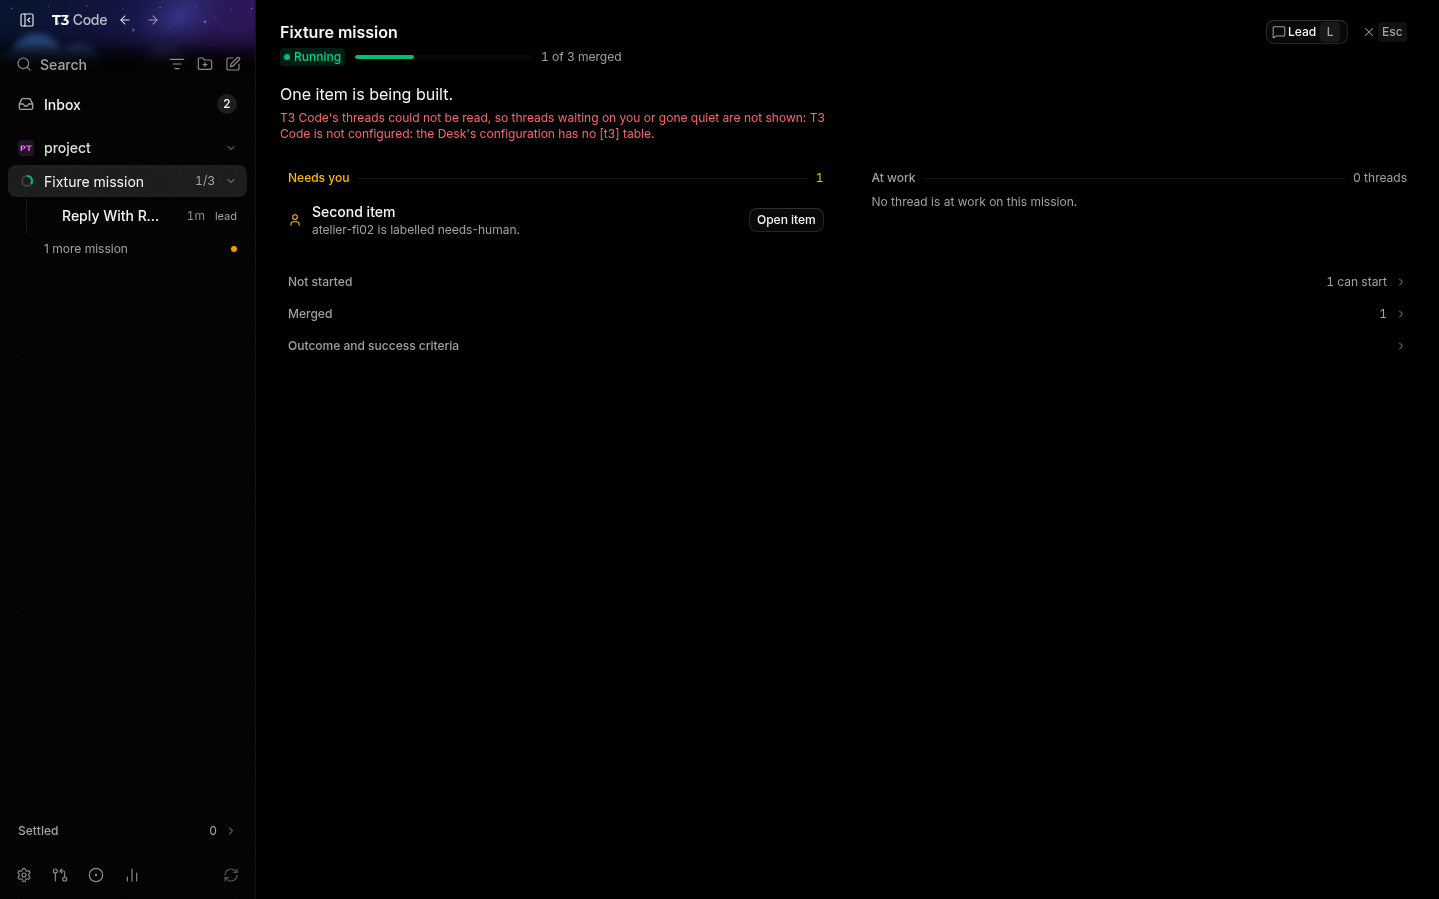 T3 Code
Search
Inbox
2
PT
project
Fixture mission
1/3
Reply With R...
1m
lead
1 more mission
Settled
0
Fixture mission
Lead
L
Esc
Running
1 of 3 merged
One item is being built.
T3 Code's threads could not be read, so threads waiting on you or gone quiet are not shown: T3
Code is not configured: the Desk's configuration has no [t3] table.
Needs you
1
Second item
atelier-fi02 is labelled needs-human.
Open item
At work
0 threads
No thread is at work on this mission.
Not started
1 can start
Merged
1
Outcome and success criteria